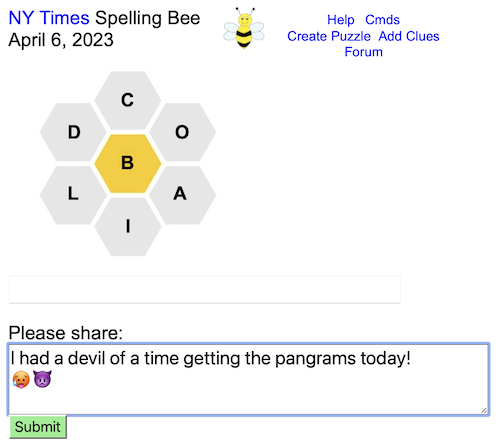 NY Times Spelling Bee
April 6, 2023
Help Cmds
Create Puzzle Add Clues
Forum
C
D O
B
L A
I
Please share:
I had a devil of a time getting the pangrams today!
🥵😈
Submit